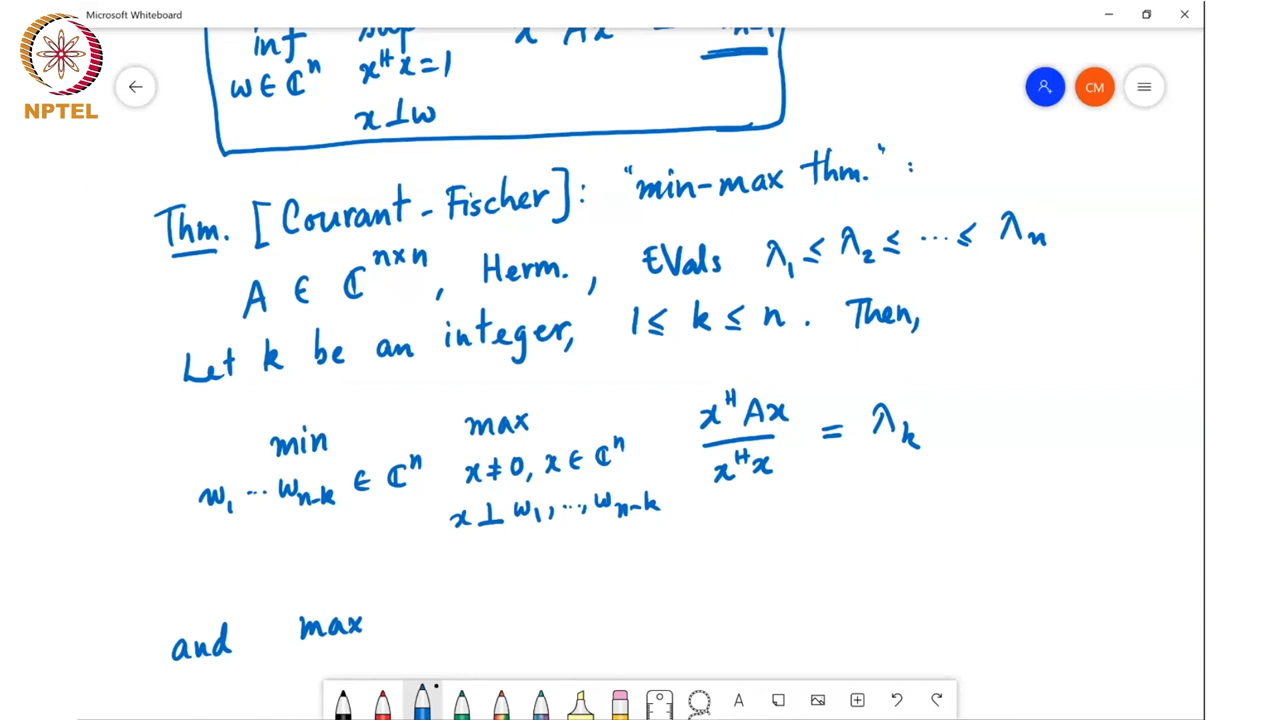 Microsoft Whiteboard
NPTEL
CM
inf sup x Ax =
w ∈ ℂⁿ xᴴx = 1
x ⊥ w
Thm. [Courant-Fischer]: "min-max thm." :
A ∈ ℂⁿˣⁿ, Herm., EVals λ₁ ≤ λ₂ ≤ ... ≤ λₙ
Let k be an integer, 1 ≤ k ≤ n. Then,
min max xᴴAx / xᴴx = λₖ
w₁ ... wₙ₋ₖ ∈ ℂⁿ x ≠ 0, x ∈ ℂⁿ
x ⊥ w₁, ..., wₙ₋ₖ
and max
A